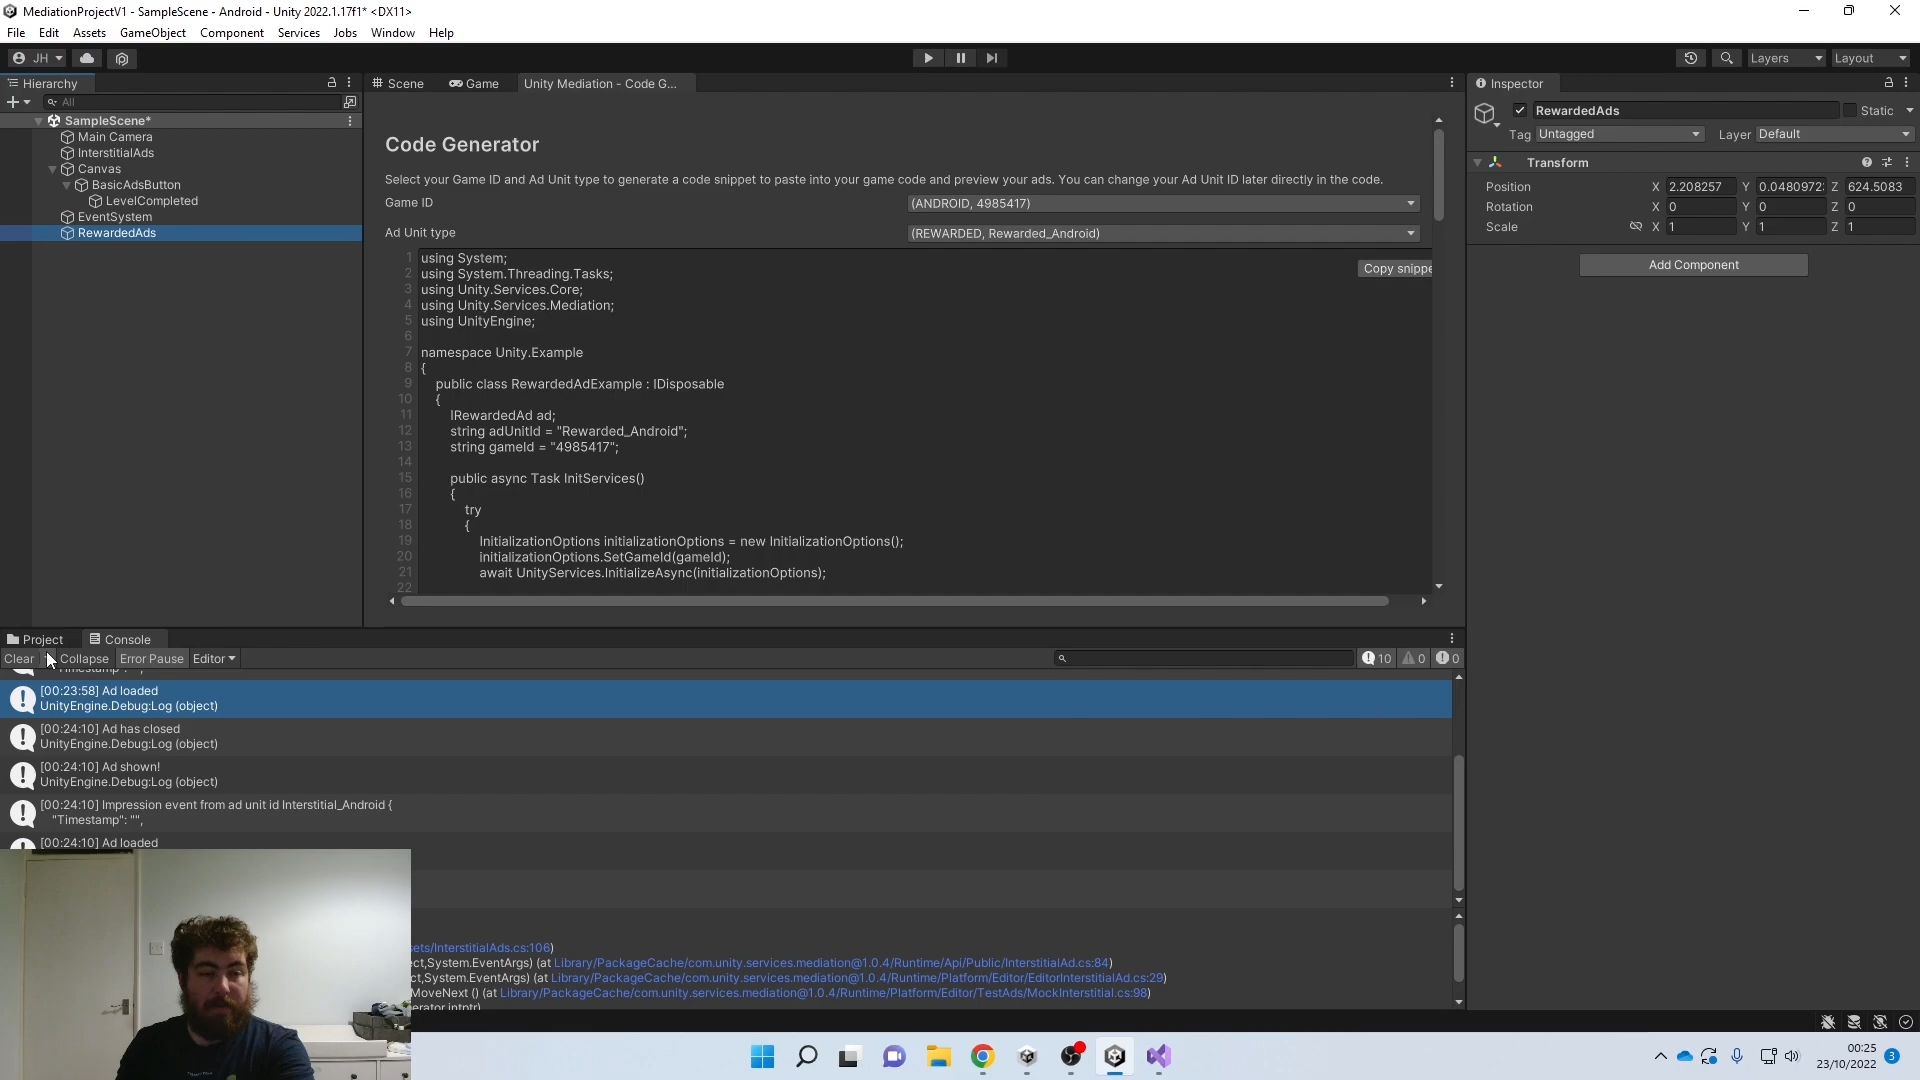 MediationProjectV1 - SampleScene - Android - Unity 2022.1.17f1* <DX11>
File Edit Assets GameObject Component Services Jobs Window Help
JH
Layers Layout
Hierarchy
All
SampleScene*
Main Camera
InterstitialAds
Canvas
BasicAdsButton
LevelCompleted
EventSystem
RewardedAds
Scene Game Unity Mediation - Code G...
Code Generator
Select your Game ID and Ad Unit type to generate a code snippet to paste into your game code and preview your ads. You can change your Ad Unit ID later directly in the code.
Game ID (ANDROID, 4985417)
Ad Unit type (REWARDED, Rewarded_Android)
Copy snippe
1 using System;
2 using System.Threading.Tasks;
3 using Unity.Services.Core;
4 using Unity.Services.Mediation;
5 using UnityEngine;
6
7 namespace Unity.Example
8 {
9 public class RewardedAdExample : IDisposable
10 {
11 IRewardedAd ad;
12 string adUnitId = "Rewarded_Android";
13 string gameId = "4985417";
14
15 public async Task InitServices()
16 {
17 try
18 {
19 InitializationOptions initializationOptions = new InitializationOptions();
20 initializationOptions.SetGameId(gameId);
21 await UnityServices.InitializeAsync(initializationOptions);
22
Inspector
RewardedAds Static
Tag Untagged Layer Default
Transform
Position X 2.208257 Y 0.0480972 Z 624.5083
Rotation X 0 Y 0 Z 0
Scale X 1 Y 1 Z 1
Add Component
Project Console
Clear Collapse Error Pause Editor 10 0 0
"Timestamp": "",
[00:23:58] Ad loaded
UnityEngine.Debug:Log (object)
[00:24:10] Ad has closed
UnityEngine.Debug:Log (object)
[00:24:10] Ad shown!
UnityEngine.Debug:Log (object)
[00:24:10] Impression event from ad unit id Interstitial_Android {
"Timestamp": "",
[00:24:10] Ad loaded
sets/InterstitialAds.cs:106)
ect,System.EventArgs) (at Library/PackageCache/com.unity.services.mediation@1.0.4/Runtime/Api/Public/InterstitialAd.cs:84)
ct,System.EventArgs) (at Library/PackageCache/com.unity.services.mediation@1.0.4/Runtime/Platform/Editor/EditorInterstitialAd.cs:29)
MoveNext () (at Library/PackageCache/com.unity.services.mediation@1.0.4/Runtime/Platform/Editor/TestAds/MockInterstitial.cs:98)
erator,intptr)
00:25
23/10/2022
3